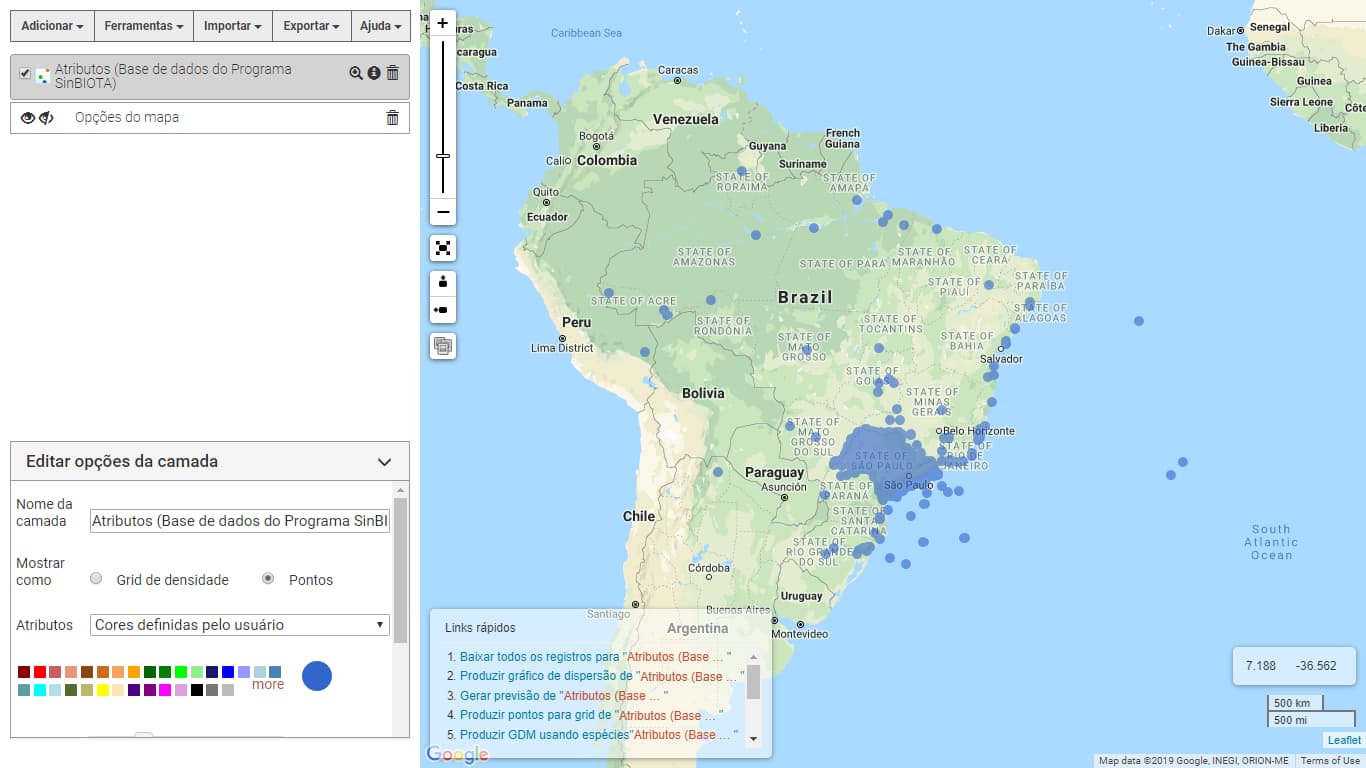 Adicionar
Ferramentas
Importar
Exportar
Ajuda
Atributos (Base de dados do Programa
SinBIOTA)
Opções do mapa
Editar opções da camada
Nome da
camada
Atributos (Base de dados do Programa SinBI
Mostrar
como
Grid de densidade
Pontos
Atributos
Cores definidas pelo usuário
more
+
−
Caribbean Sea
Costa Rica
Panama
Caracas
Venezuela
Bogotá
Cali
Colombia
Guyana
Suriname
French
Guiana
Quito
Ecuador
STATE OF
RORAIMA
STATE OF
AMAPÁ
STATE OF
AMAZONAS
STATE OF PARÁ
STATE OF
MARANHÃO
STATE OF
CEARÁ
STATE OF
PIAUÍ
STATE OF
PARAÍBA
STATE OF
ALAGOAS
Brazil
STATE OF ACRE
STATE OF
RONDÔNIA
STATE OF
TOCANTINS
STATE OF
MATO
GROSSO
STATE OF
BAHIA
Salvador
Peru
Lima District
STATE OF
GOIÁS
STATE OF
MINAS
GERAIS
Bolivia
STATE OF
MATO
GROSSO
DO SUL
Belo Horizonte
STATE OF
RIO DE
JANEIRO
STATE OF
SÃO PAULO
São Paulo
Paraguay
Asunción
STATE OF
PARANÁ
STATE OF
SANTA
CATARINA
STATE OF
RIO GRANDE
DO SUL
Chile
Córdoba
Santiago
Uruguay
Buenos Aires
Montevideo
Argentina
Dakar
Senegal
The Gambia
Guinea-Bissau
Guinea
Sierra Leone
Liberia
South
Atlantic
Ocean
Links rápidos
1. Baixar todos os registros para "Atributos (Base ... "
2. Produzir gráfico de dispersão de "Atributos (Base ... "
3. Gerar previsão de "Atributos (Base ... "
4. Produzir pontos para grid de "Atributos (Base ... "
5. Produzir GDM usando espécies"Atributos (Base ... "
7.188 -36.562
500 km
500 mi
Leaflet
Google
Map data ©2019 Google, INEGI, ORION-ME
Terms of Use